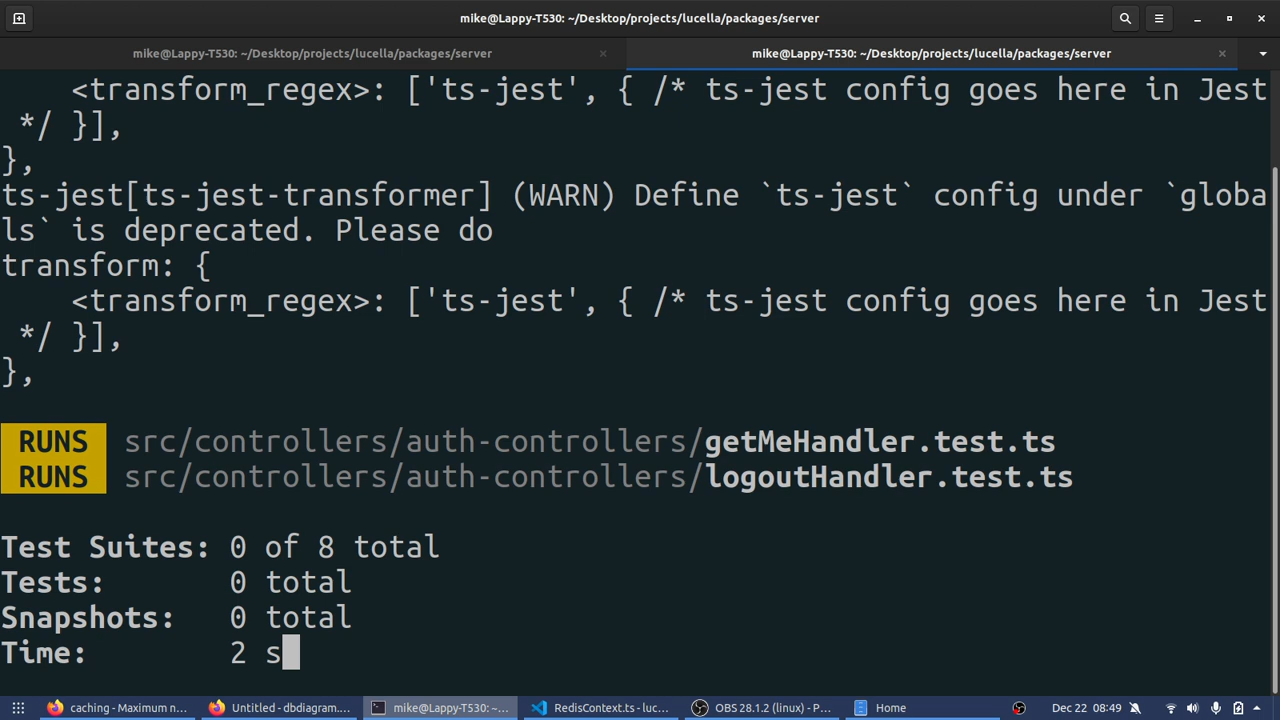 mike@Lappy-T530: ~/Desktop/projects/lucella/packages/server
mike@Lappy-T530: ~/Desktop/projects/lucella/packages/server
mike@Lappy-T530: ~/Desktop/projects/lucella/packages/server
<transform_regex>: ['ts-jest', { /* ts-jest config goes here in Jest
*/ }],
},
ts-jest[ts-jest-transformer] (WARN) Define `ts-jest` config under `globa
ls` is deprecated. Please do
transform: {
<transform_regex>: ['ts-jest', { /* ts-jest config goes here in Jest
*/ }],
},
RUNS src/controllers/auth-controllers/getMeHandler.test.ts
RUNS src/controllers/auth-controllers/logoutHandler.test.ts
Test Suites: 0 of 8 total
Tests: 0 total
Snapshots: 0 total
Time: 2 s
caching - Maximum n...
Untitled - dbdiagram....
mike@Lappy-T530: ~...
RedisContext.ts - luc...
OBS 28.1.2 (linux) - P...
Home
Dec 22 08:49